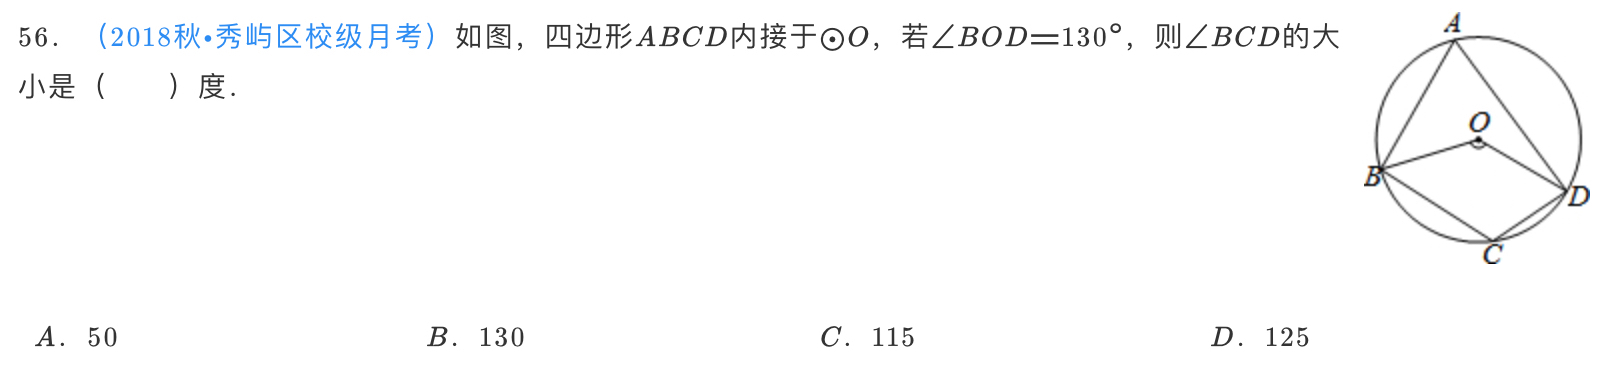 56. (2018秋•秀屿区校级月考)如图，四边形ABCD内接于⊙O，若∠BOD=130°，则∠BCD的大
小是（　　）度.
A
O
B
D
C
A. 50　B. 130　C. 115　D. 125